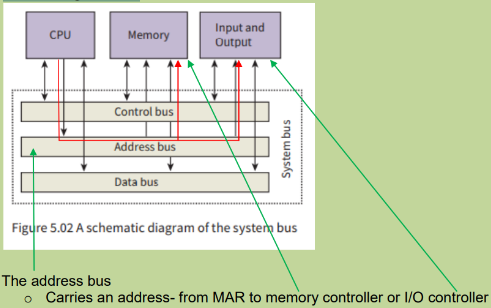 CPU
Memory
Input and
Output
Control bus
Address bus
Data bus
System bus
Figure 5.02 A schematic diagram of the system bus
The address bus
o Carries an address- from MAR to memory controller or I/O controller